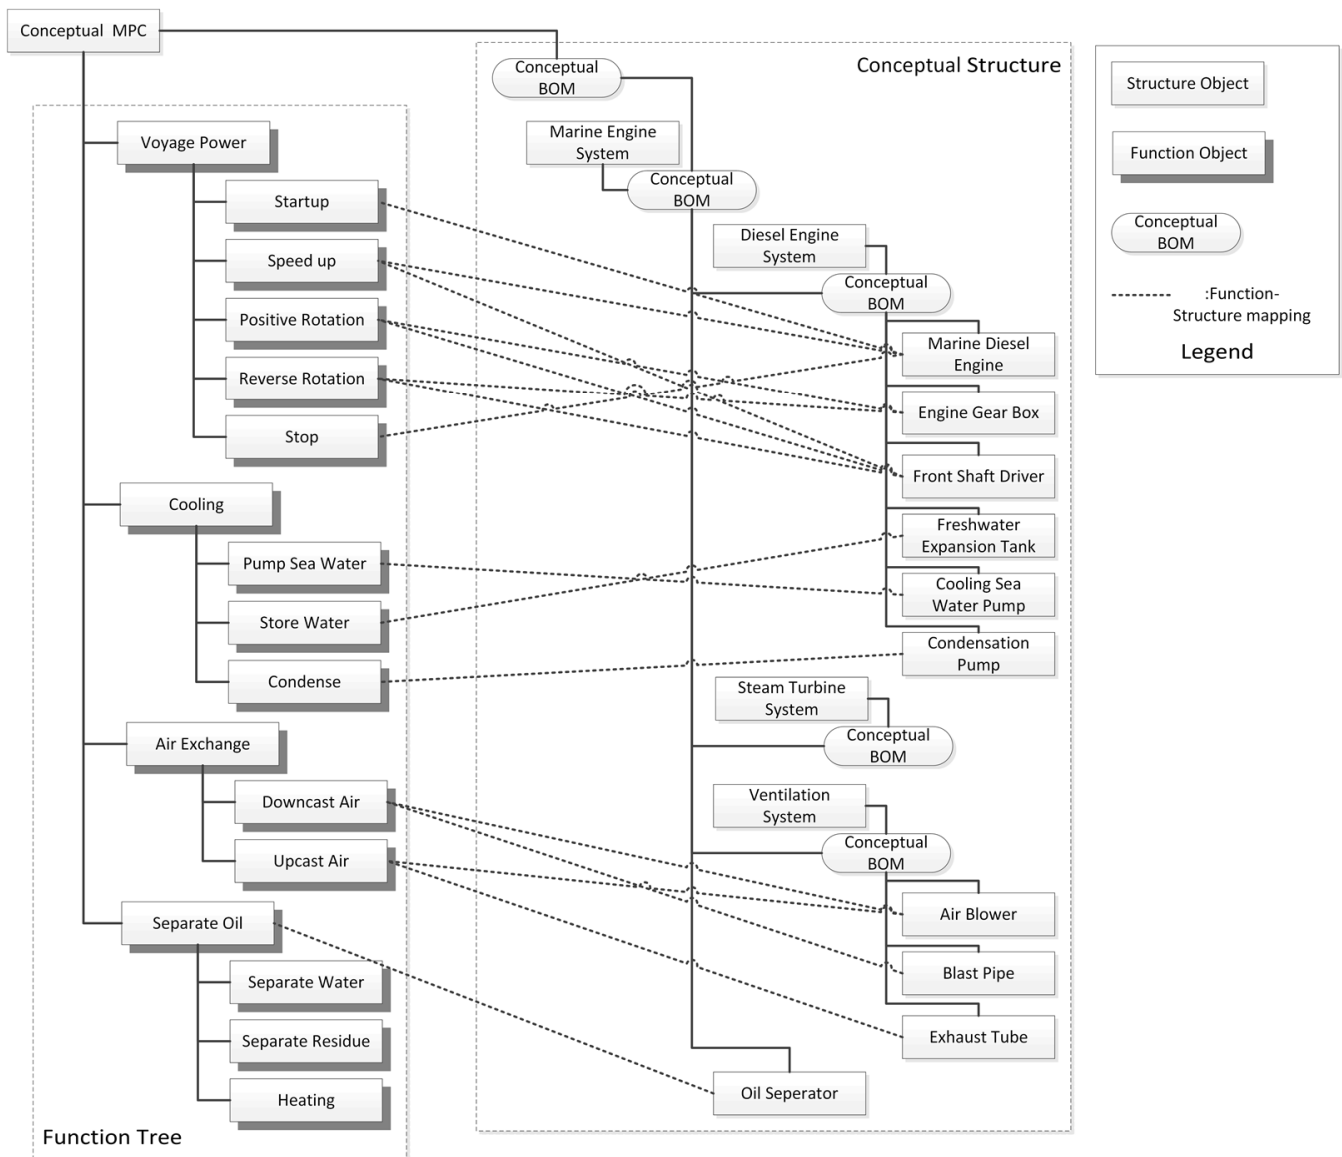 Conceptual MPC
Voyage Power
Startup
Speed up
Positive Rotation
Reverse Rotation
Stop
Cooling
Pump Sea Water
Store Water
Condense
Air Exchange
Downcast Air
Upcast Air
Separate Oil
Separate Water
Separate Residue
Heating
Function Tree
Conceptual Structure
Conceptual
BOM
Marine Engine
System
Conceptual
BOM
Diesel Engine
System
Conceptual
BOM
Marine Diesel
Engine
Engine Gear Box
Front Shaft Driver
Freshwater
Expansion Tank
Cooling Sea
Water Pump
Condensation
Pump
Steam Turbine
System
Conceptual
BOM
Ventilation
System
Conceptual
BOM
Air Blower
Blast Pipe
Exhaust Tube
Oil Seperator
Structure Object
Function Object
Conceptual
BOM
:Function-
Structure mapping
Legend